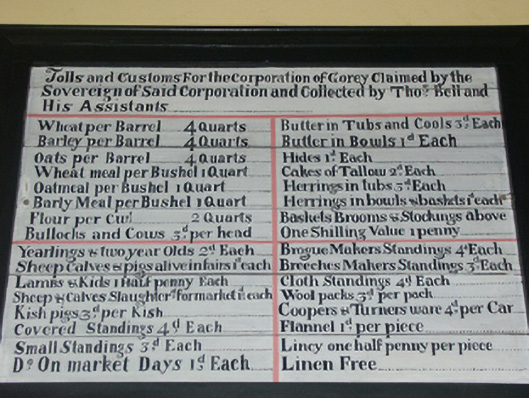 Tolls and Customs For the Corporation of Gorey Claimed by the
Sovereign of Said Corporation and Collected by Thos. Bell and
His Assistants
Wheat per Barrel 4 Quarts
Barley per Barrel 4 Quarts
Oats per Barrel 4 Quarts
Wheat meal per Bushel 1 Quart
Oatmeal per Bushel 1 Quart
Barly Meal per Bushel 1 Quart
Flour per Cwt 2 Quarts
Bullocks and Cows 3d. per head
Yearlings & two year Olds 2d Each
Sheep Calves & pigs alive in fairs 1d each
Lambs & Kids 1 Half penny Each
Sheep & Calves Slaughterd for market 1d each
Kish pigs 3d per Kish
Covered Standings 4d Each
Small Standings 3d Each
Do. On market Days 1d Each
Butter in Tubs and Cools 3d. Each
Butter in Bowls 1d Each
Hides 1d Each
Cakes of Tallow 2d Each
Herrings in tubs 3d Each
Herrings in bowls & baskets 1d each
Baskets Brooms & Stockings above
One Shilling Value 1 penny
Brogue Makers Standings 4d Each
Breeches Makers Standings 3d Each
Cloth Standings 4d Each
Wool packs 3d per pack
Coopers & Turners ware 4d. per Car
Flannel 1d per piece
Lincy one half penny per piece
Linen Free